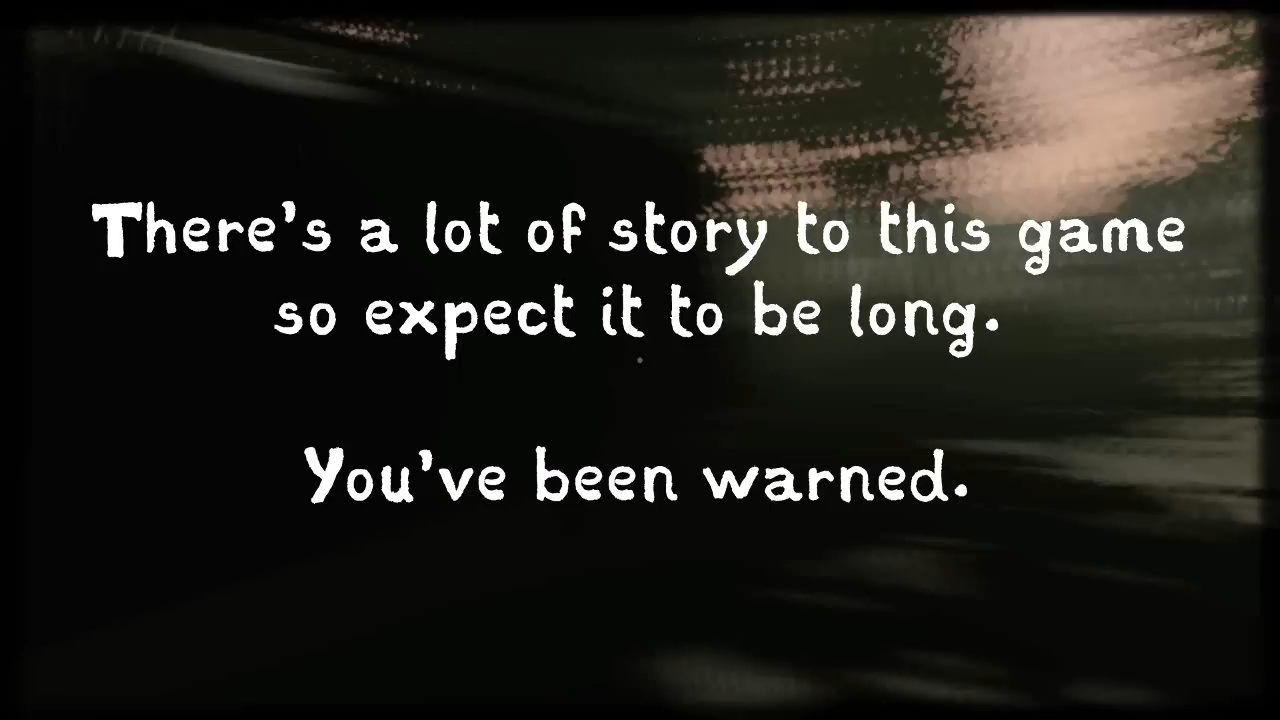 There's a lot of story to this game
so expect it to be long.
You've been warned.